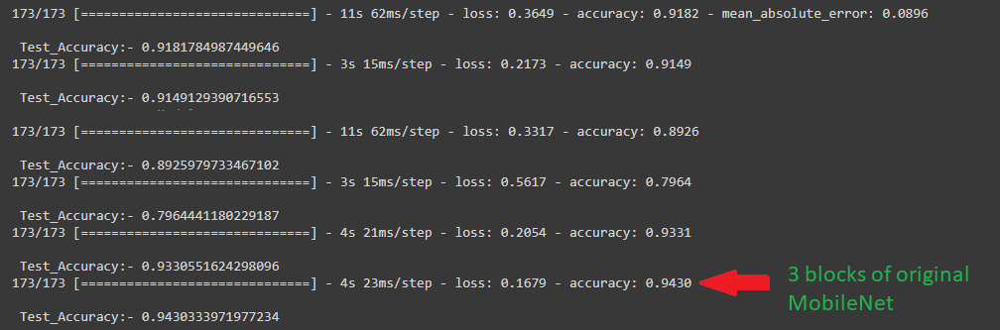 173/173 [==============================] - 11s 62ms/step - loss: 0.3649 - accuracy: 0.9182 - mean_absolute_error: 0.0896
Test_Accuracy:- 0.9181784987449646
173/173 [==============================] - 3s 15ms/step - loss: 0.2173 - accuracy: 0.9149
Test_Accuracy:- 0.9149129390716553
173/173 [==============================] - 11s 62ms/step - loss: 0.3317 - accuracy: 0.8926
Test_Accuracy:- 0.8925979733467102
173/173 [==============================] - 3s 15ms/step - loss: 0.5617 - accuracy: 0.7964
Test_Accuracy:- 0.7964441180229187
173/173 [==============================] - 4s 21ms/step - loss: 0.2054 - accuracy: 0.9331
Test_Accuracy:- 0.9330551624298096
173/173 [==============================] - 4s 23ms/step - loss: 0.1679 - accuracy: 0.9430
3 blocks of original
MobileNet
Test_Accuracy:- 0.9430333971977234